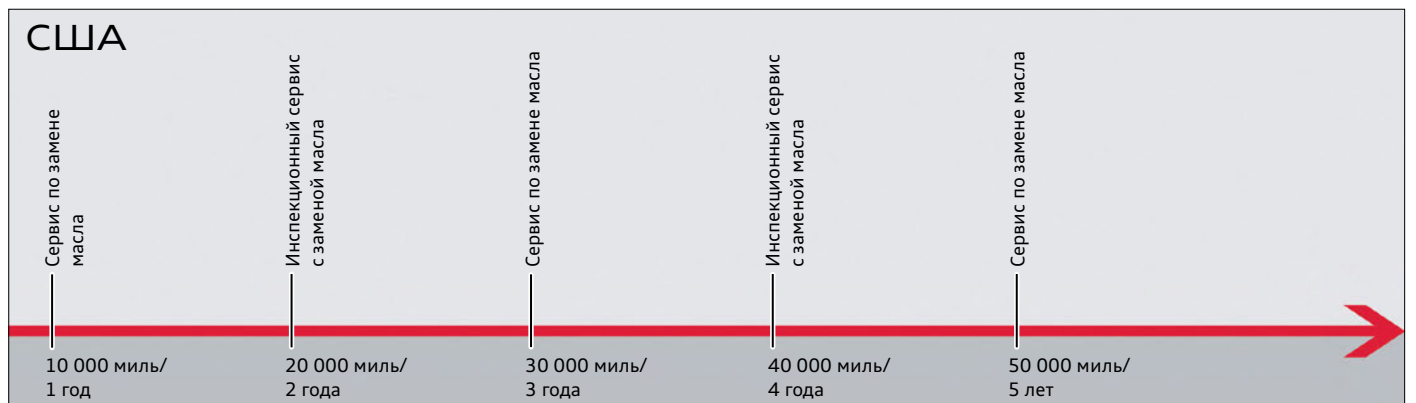 США
Сервис по замене
масла
Инспекционный сервис
с заменой масла
Сервис по замене масла
Инспекционный сервис
с заменой масла
Сервис по замене масла
10 000 миль/
1 год
20 000 миль/
2 года
30 000 миль/
3 года
40 000 миль/
4 года
50 000 миль/
5 лет